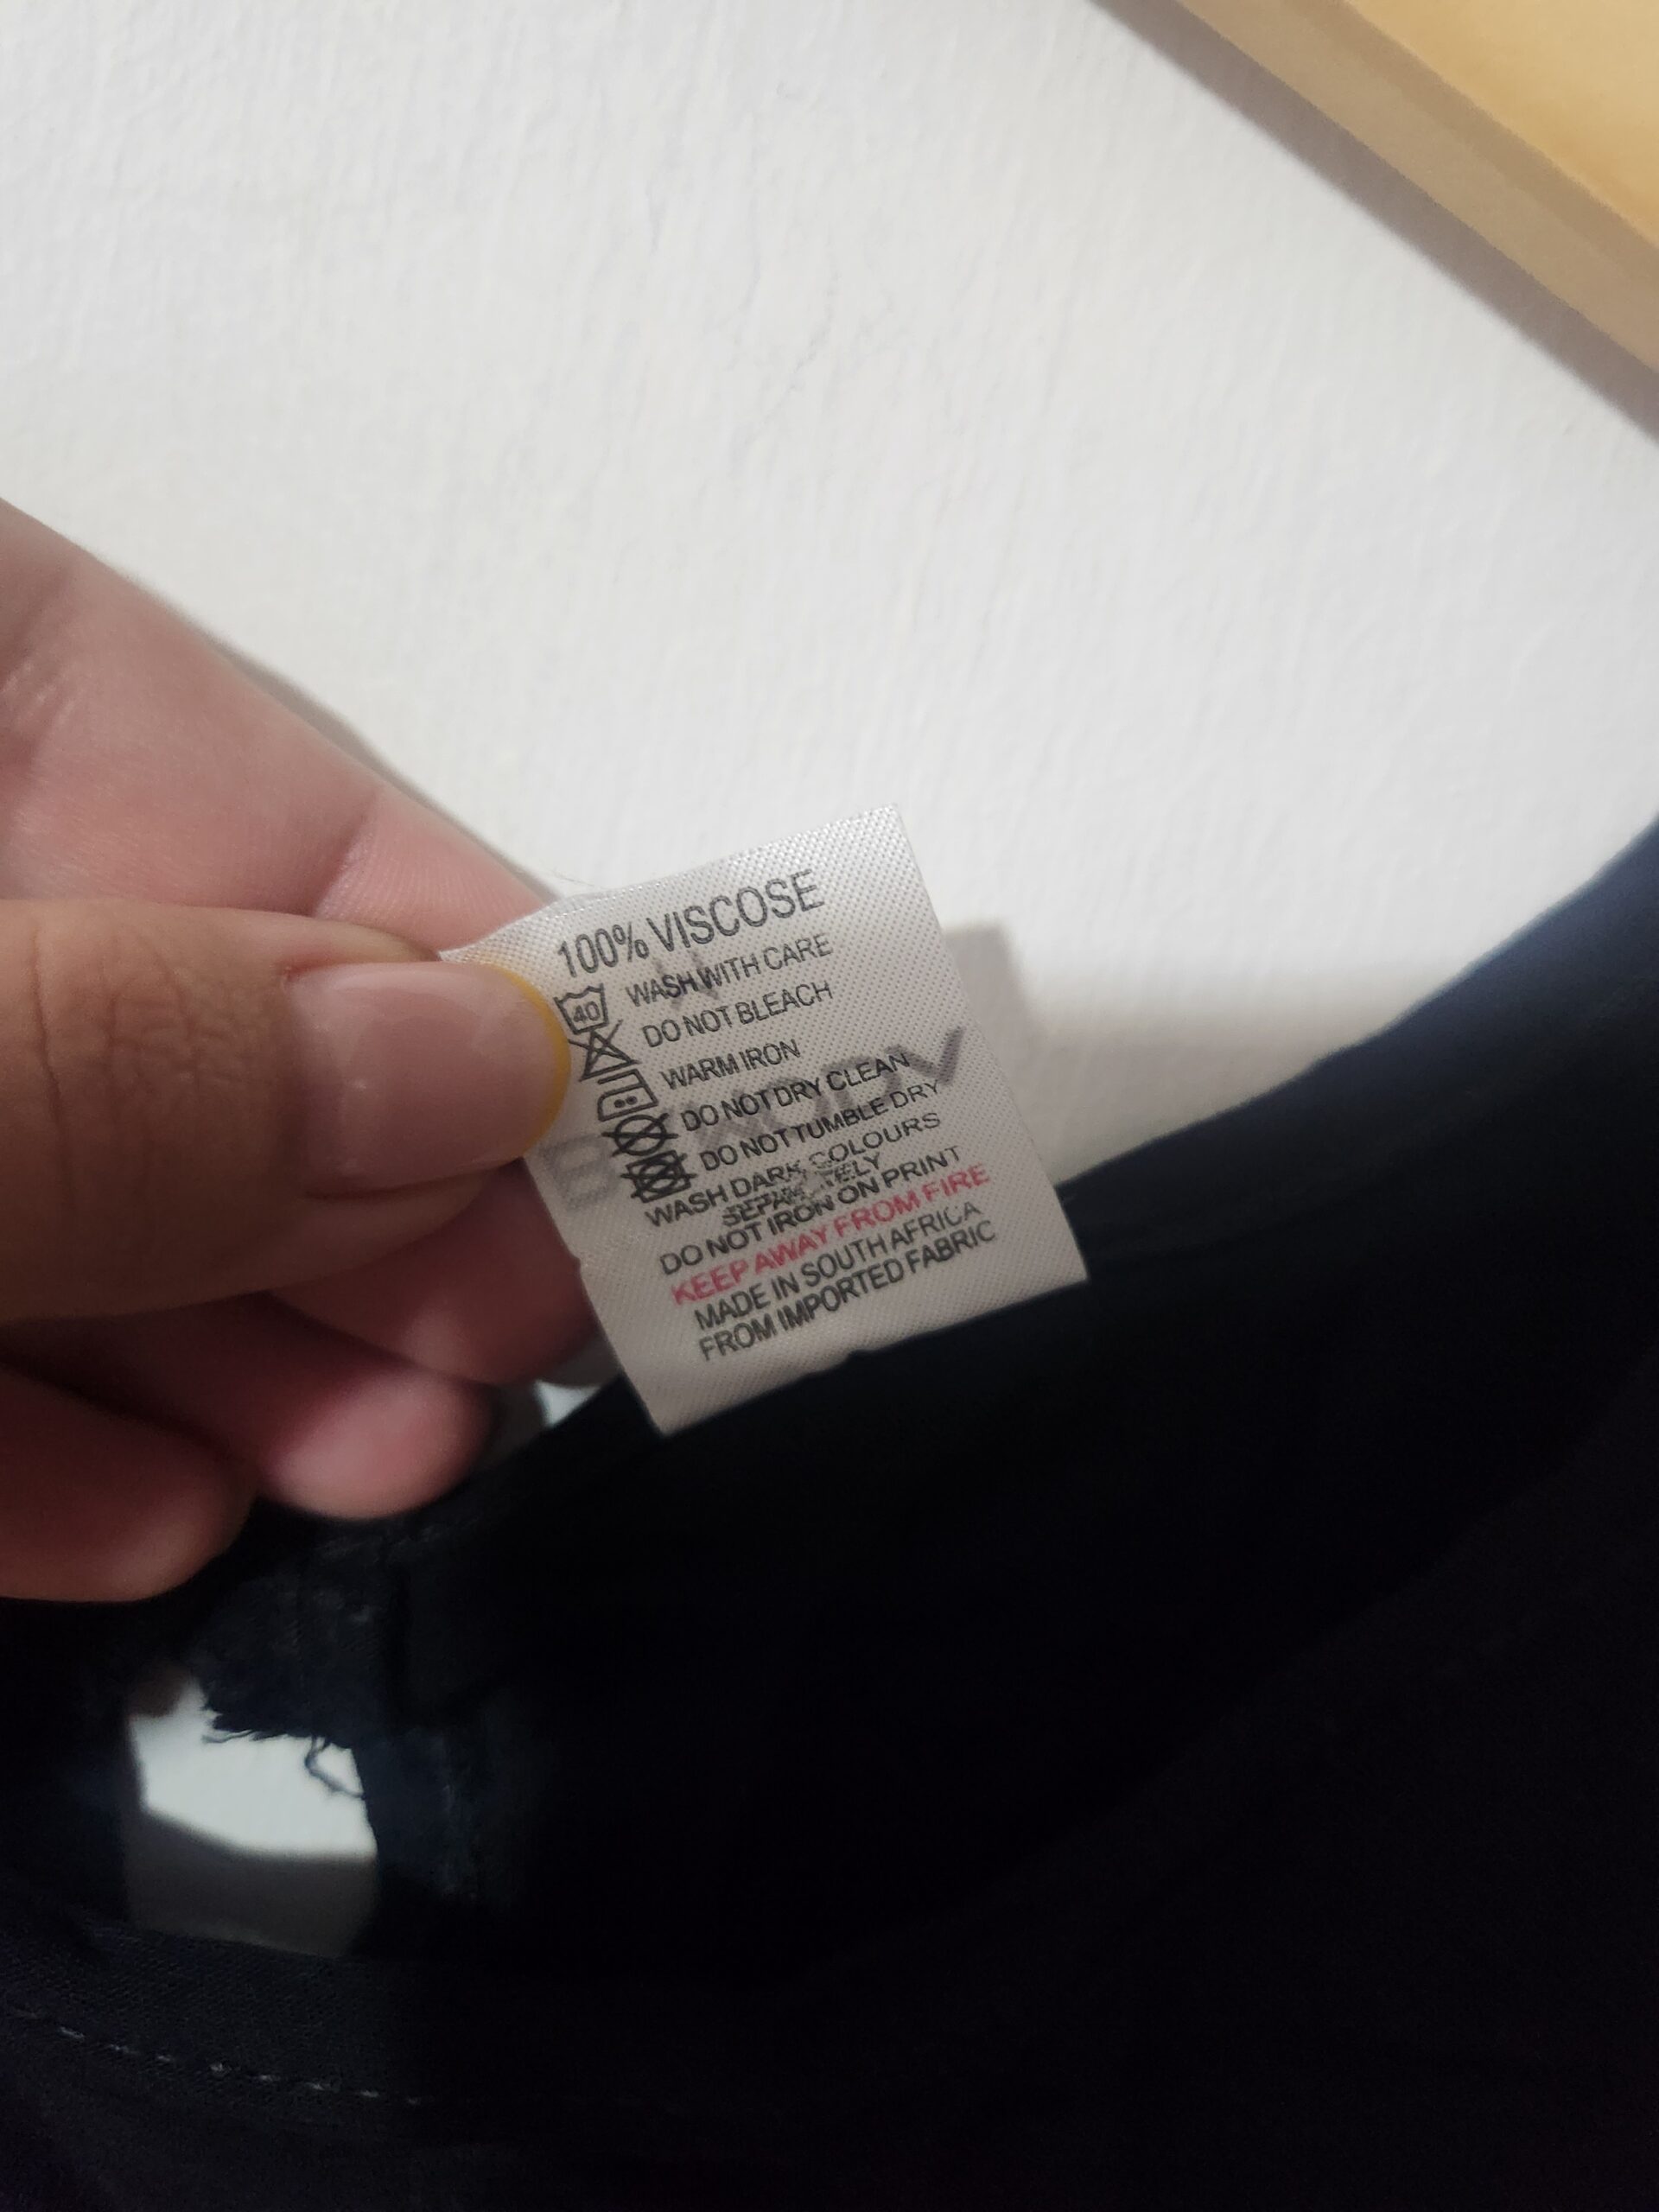 100% VISCOSE
40 WASH WITH CARE
DO NOT BLEACH
WARM IRON
DO NOT DRY CLEAN
DO NOT TUMBLE DRY
WASH DARK COLOURS
SEPARATELY
DO NOT IRON ON PRINT
KEEP AWAY FROM FIRE
MADE IN SOUTH AFRICA
FROM IMPORTED FABRIC